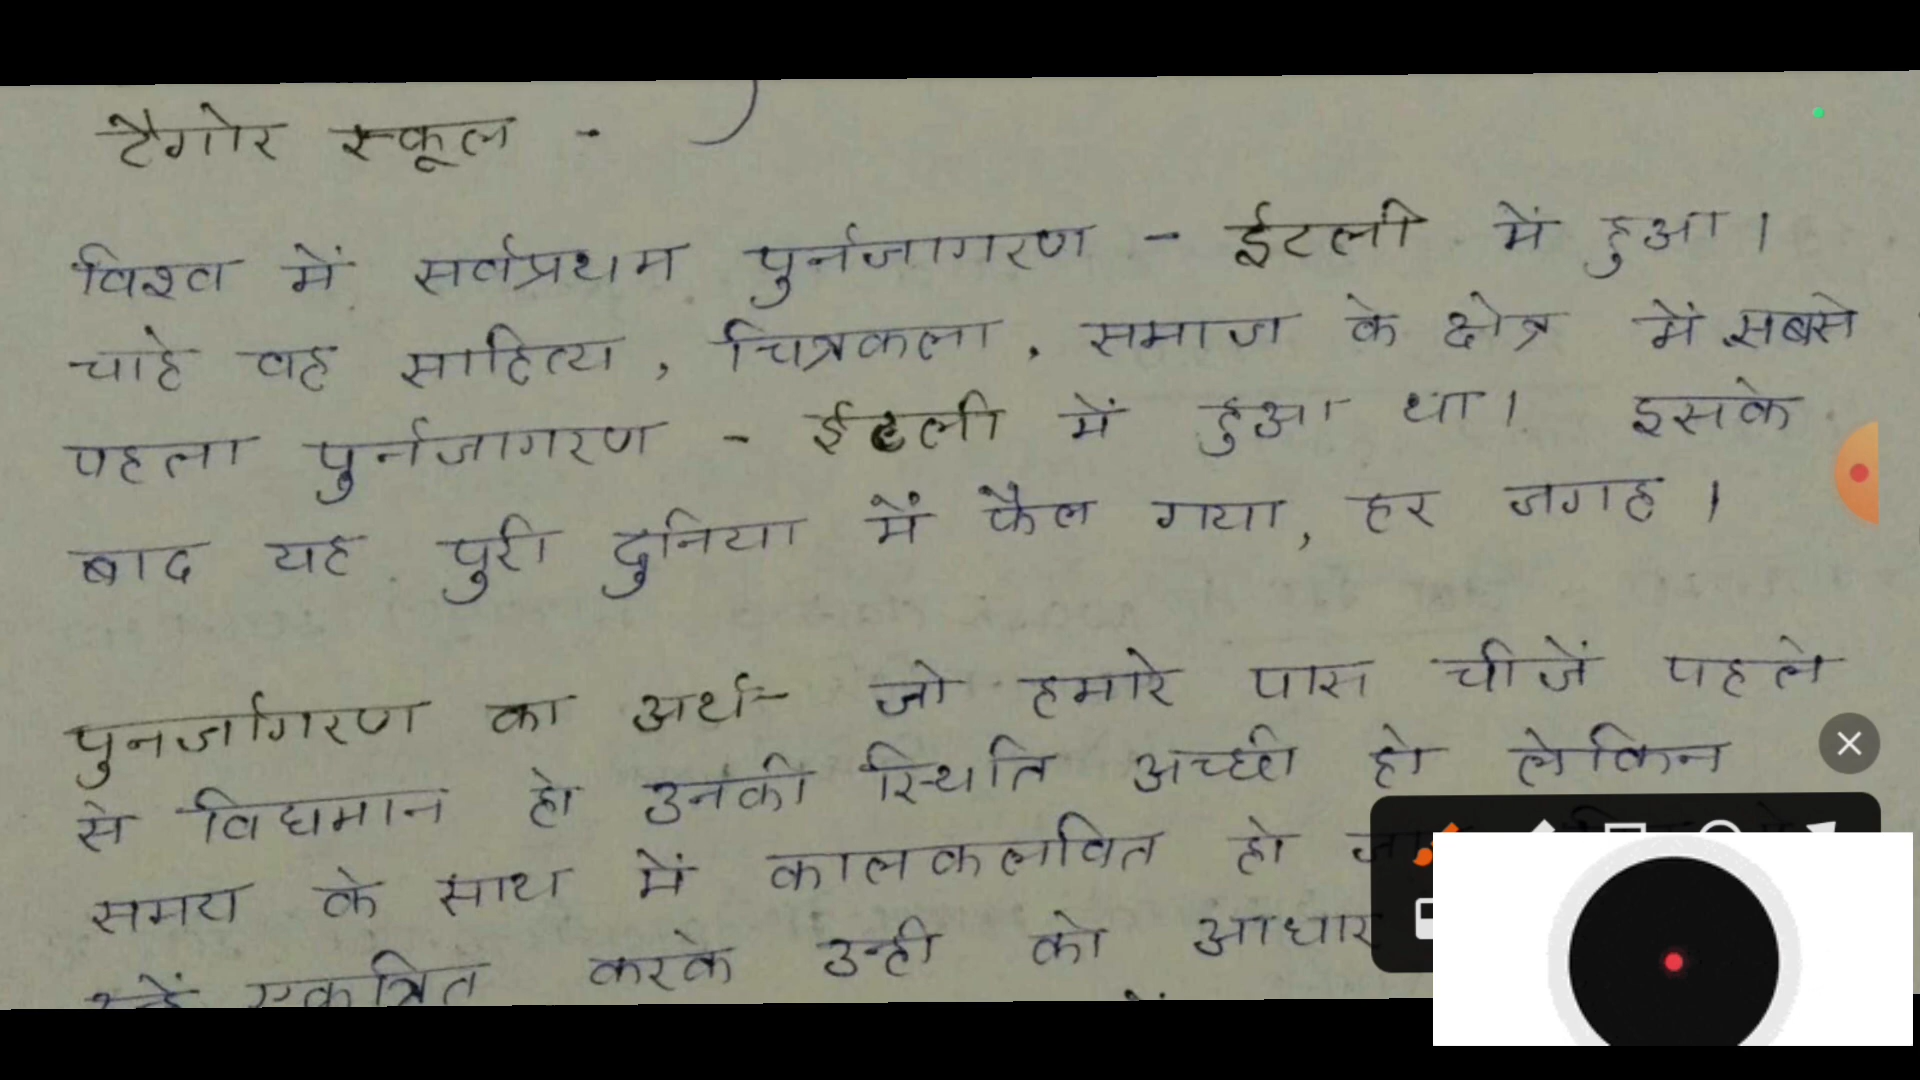 टैगोर स्कूल -
विश्व में सर्वप्रथम पुर्नजागरण - ईटली में हुआ।
चाहे वह साहित्य, चित्रकला, समाज के क्षेत्र में सबसे
पहला पुर्नजागरण - ईटली में हुआ था। इसके
बाद यह पुरी दुनिया में फैल गया, हर जगह।
पुनर्जागरण का अर्थ- जो हमारे पास चीजें पहले
से विद्यमान हो उनकी स्थिति अच्छी हो लेकिन
समय के साथ में कालकलवित हो
एकत्रित करके उन्ही को आधार